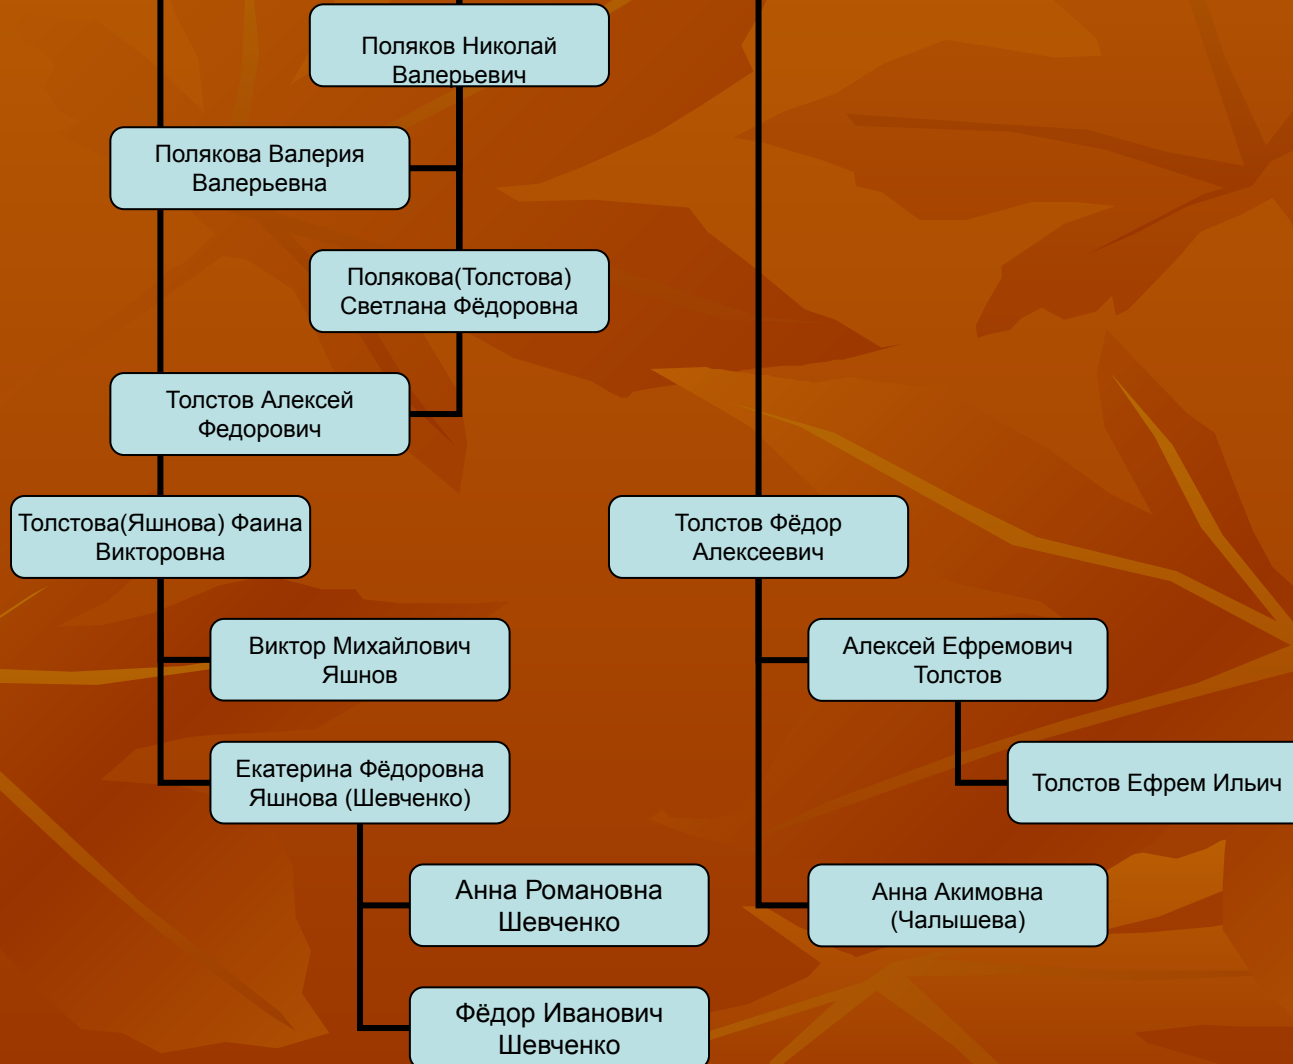 Поляков Николай
Валерьевич
Полякова Валерия
Валерьевна
Полякова(Толстова)
Светлана Фёдоровна
Толстов Алексей
Федорович
Толстова(Яшнова) Фаина
Викторовна
Толстов Фёдор
Алексеевич
Виктор Михайлович
Яшнов
Алексей Ефремович
Толстов
Екатерина Фёдоровна
Яшнова (Шевченко)
Толстов Ефрем Ильич
Анна Романовна
Шевченко
Анна Акимовна
(Чалышева)
Фёдор Иванович
Шевченко